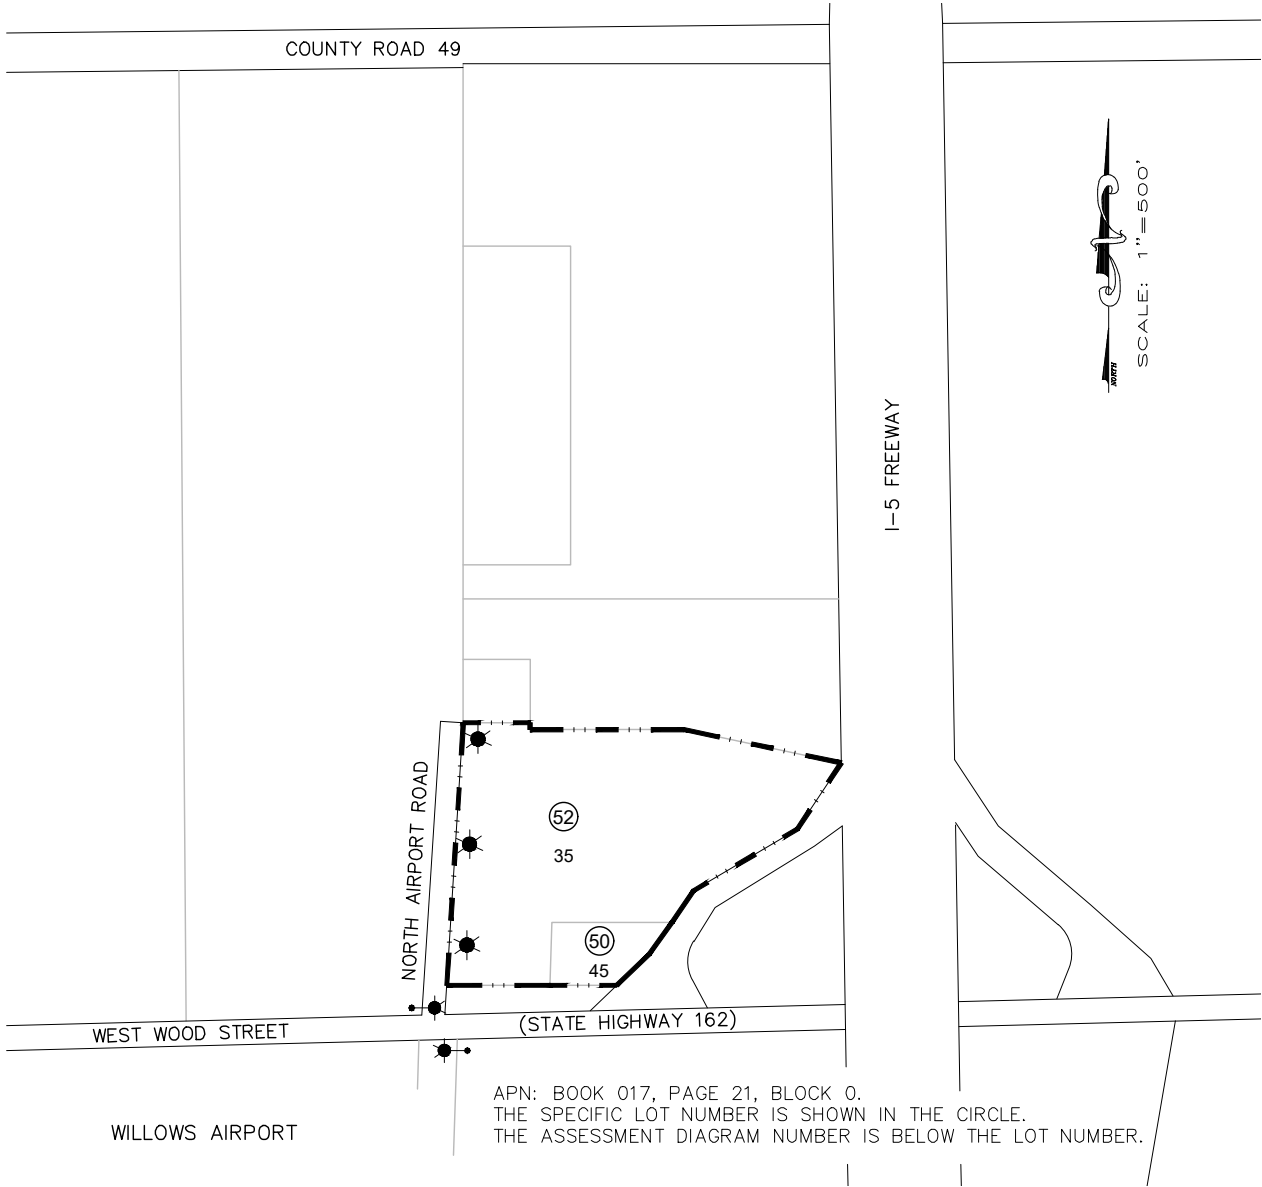 COUNTY ROAD 49
SCALE: 1"=500'
NORTH
I-5 FREEWAY
NORTH AIRPORT ROAD
52
35
50
45
WEST WOOD STREET
(STATE HIGHWAY 162)
WILLOWS AIRPORT
APN: BOOK 017, PAGE 21, BLOCK 0.
THE SPECIFIC LOT NUMBER IS SHOWN IN THE CIRCLE.
THE ASSESSMENT DIAGRAM NUMBER IS BELOW THE LOT NUMBER.